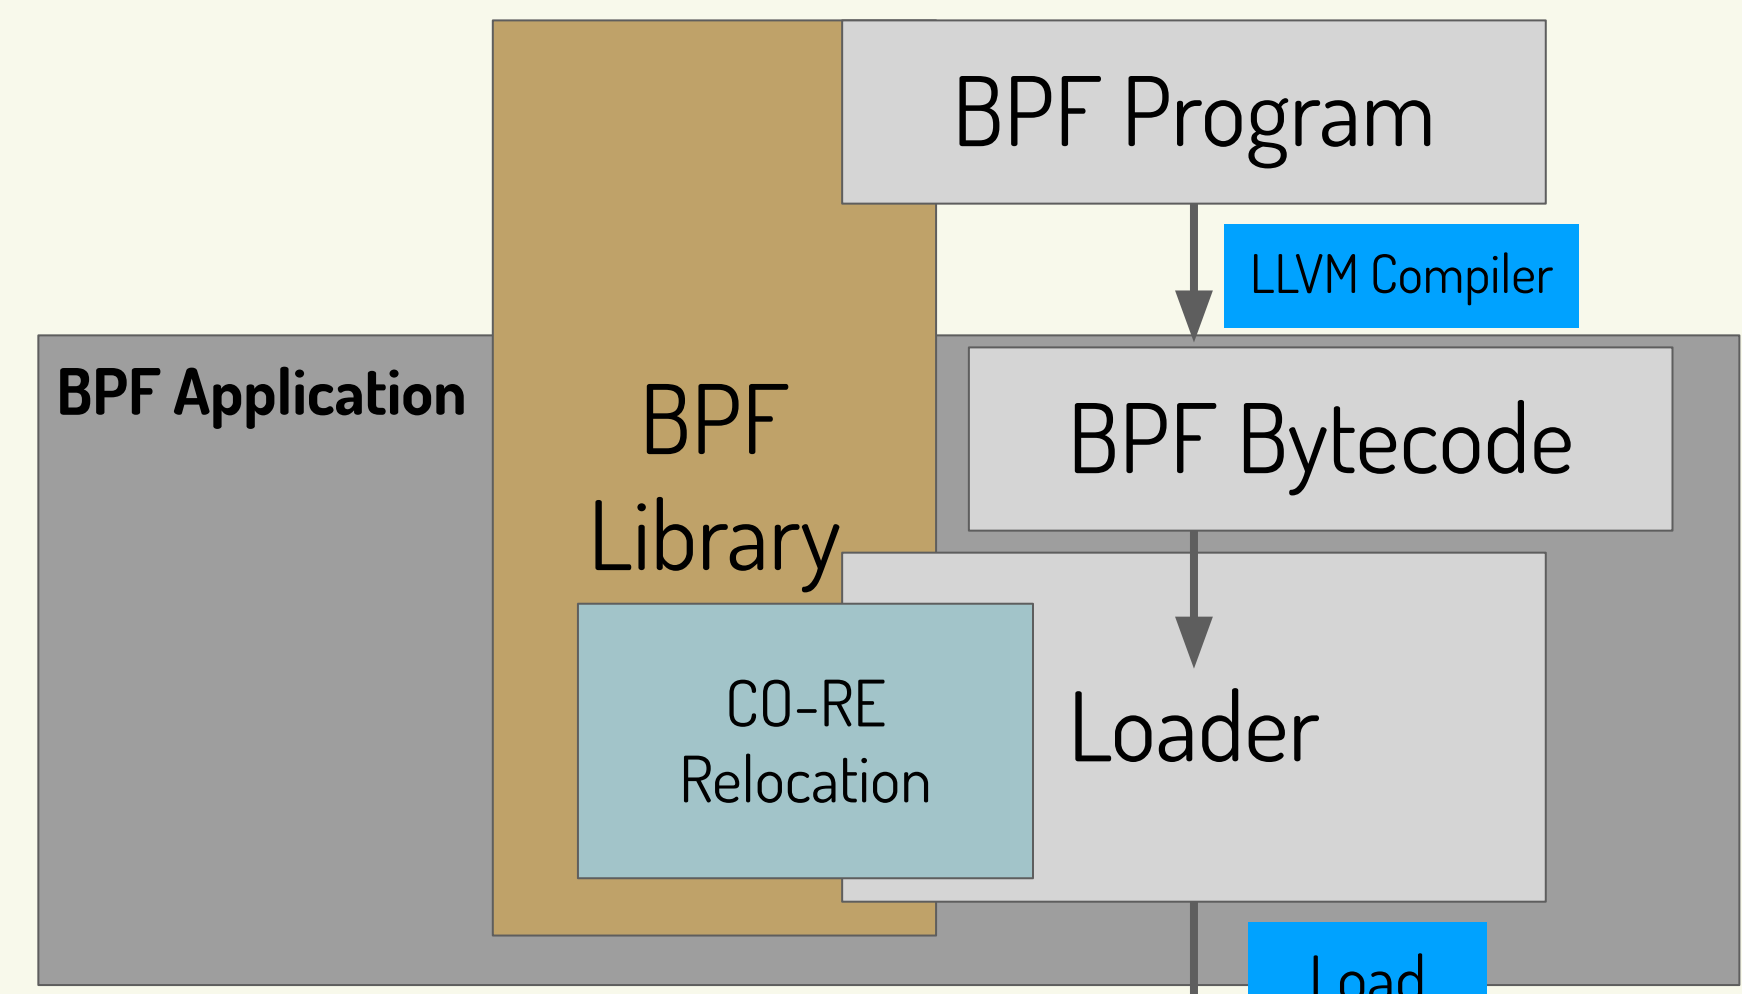 BPF Program
LLVM Compiler
BPF Application
BPF
Library
BPF Bytecode
CO-RE
Relocation
Loader
Load